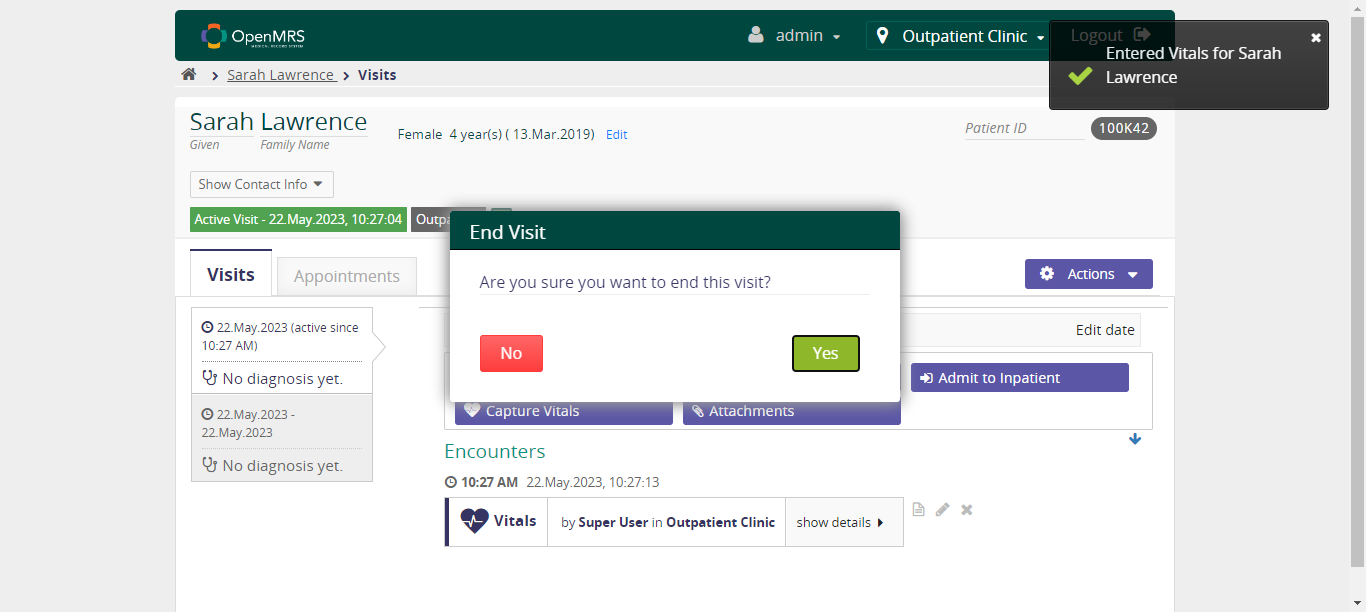 OpenMRS
MEDICAL RECORD SYSTEM
admin
Outpatient Clinic
Logout
Entered Vitals for Sarah
Lawrence
Sarah Lawrence
Visits
Sarah Lawrence
Given
Family Name
Female 4 year(s) ( 13.Mar.2019) Edit
Patient ID
100K42
Show Contact Info
Active Visit - 22.May.2023, 10:27:04
End Visit
Are you sure you want to end this visit?
No
Yes
Visits
Appointments
Actions
22.May.2023 (active since
10:27 AM)
No diagnosis yet.
22.May.2023 -
22.May.2023
No diagnosis yet.
Edit date
Admit to Inpatient
Capture Vitals
Attachments
Encounters
10:27 AM 22.May.2023, 10:27:13
Vitals
by Super User in Outpatient Clinic
show details